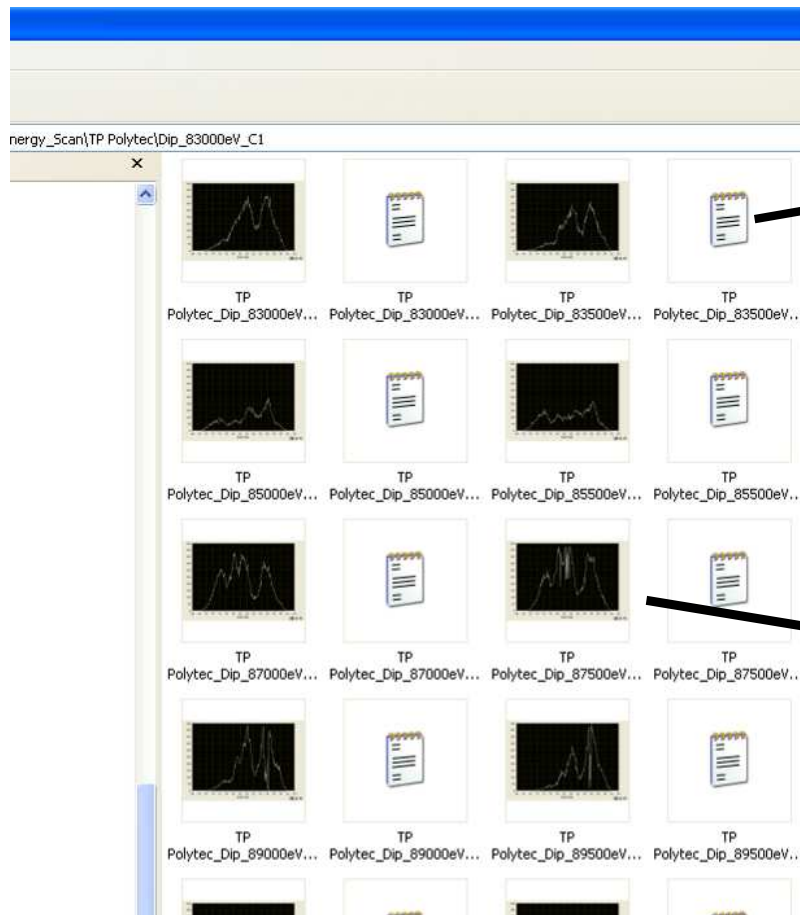 nergy_Scan\TP Polytec\Dip_83000eV_C1
TP TP TP TP
Polytec_Dip_83000eV... Polytec_Dip_83000eV... Polytec_Dip_83500eV... Polytec_Dip_83500eV..
TP TP TP TP
Polytec_Dip_85000eV... Polytec_Dip_85000eV... Polytec_Dip_85500eV... Polytec_Dip_85500eV..
TP TP TP TP
Polytec_Dip_87000eV... Polytec_Dip_87000eV... Polytec_Dip_87500eV... Polytec_Dip_87500eV..
TP TP TP TP
Polytec_Dip_89000eV... Polytec_Dip_89000eV... Polytec_Dip_89500eV... Polytec_Dip_89500eV..